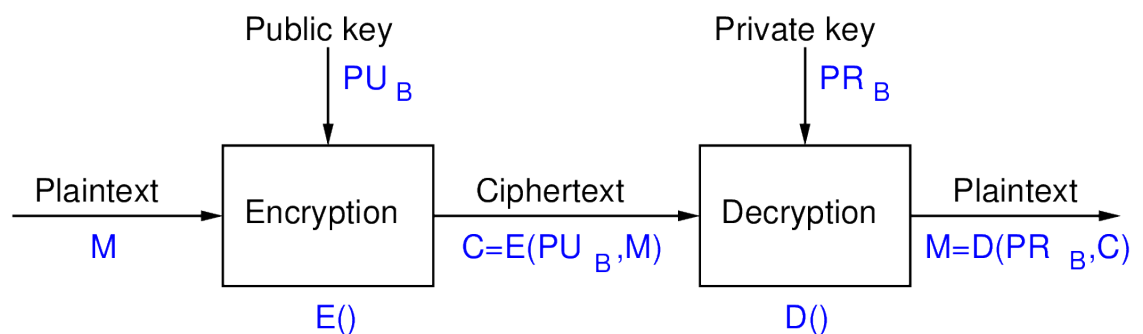 Public key
PU B
Private key
PR B
Plaintext
M
Encryption
E()
Ciphertext
C=E(PU B,M)
Decryption
D()
Plaintext
M=D(PR B,C)